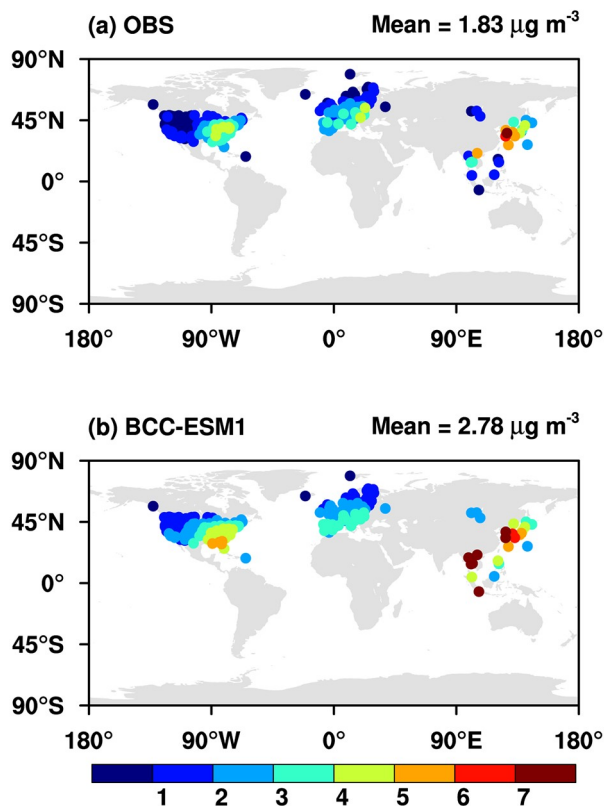 (a) OBS Mean = 1.83 μg m⁻³
90°N
45°N
0°
45°S
90°S
180° 90°W 0° 90°E 180°
(b) BCC-ESM1 Mean = 2.78 μg m⁻³
90°N
45°N
0°
45°S
90°S
180° 90°W 0° 90°E 180°
1 2 3 4 5 6 7